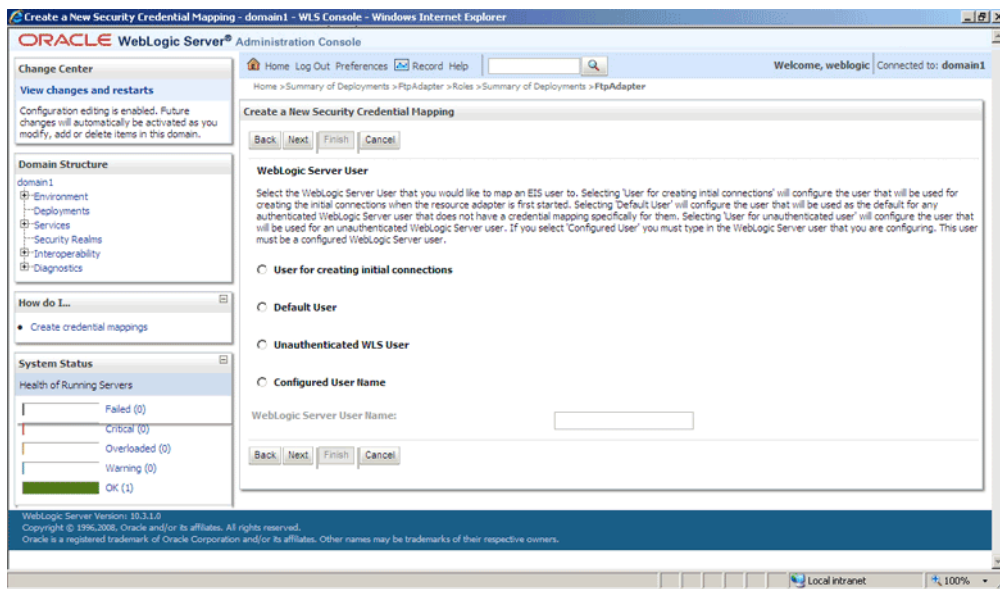 Create a New Security Credential Mapping - domain1 - WLS Console - Windows Internet Explorer
ORACLE WebLogic Server® Administration Console
Change Center
View changes and restarts
Configuration editing is enabled. Future
changes will automatically be activated as you
modify, add or delete items in this domain.
Domain Structure
domain1
Environment
Deployments
Services
Security Realms
Interoperability
Diagnostics
How do I...
Create credential mappings
System Status
Health of Running Servers
Failed (0)
Critical (0)
Overloaded (0)
Warning (0)
OK (1)
Home Log Out Preferences Record Help
Welcome, weblogic Connected to: domain1
Home >Summary of Deployments >FtpAdapter >Roles >Summary of Deployments >FtpAdapter
Create a New Security Credential Mapping
Back Next Finish Cancel
WebLogic Server User
Select the WebLogic Server User that you would like to map an EIS user to. Selecting 'User for creating intial connections' will configure the user that will be used for
creating the initial connections when the resource adapter is first started. Selecting 'Default User' will configure the user that will be used as the default for any
authenticated WebLogic Server user that does not have a credential mapping specifically for them. Selecting 'User for unauthenticated user' will configure the user that
will be used for an unauthenticated WebLogic Server user. If you select 'Configured User' you must type in the WebLogic Server user that you are configuring. This user
must be a configured WebLogic Server user.
User for creating initial connections
Default User
Unauthenticated WLS User
Configured User Name
WebLogic Server User Name:
Back Next Finish Cancel
WebLogic Server Version: 10.3.1.0
Copyright © 1996,2008, Oracle and/or its affiliates. All rights reserved.
Oracle is a registered trademark of Oracle Corporation and/or its affiliates. Other names may be trademarks of their respective owners.
Local intranet
100%